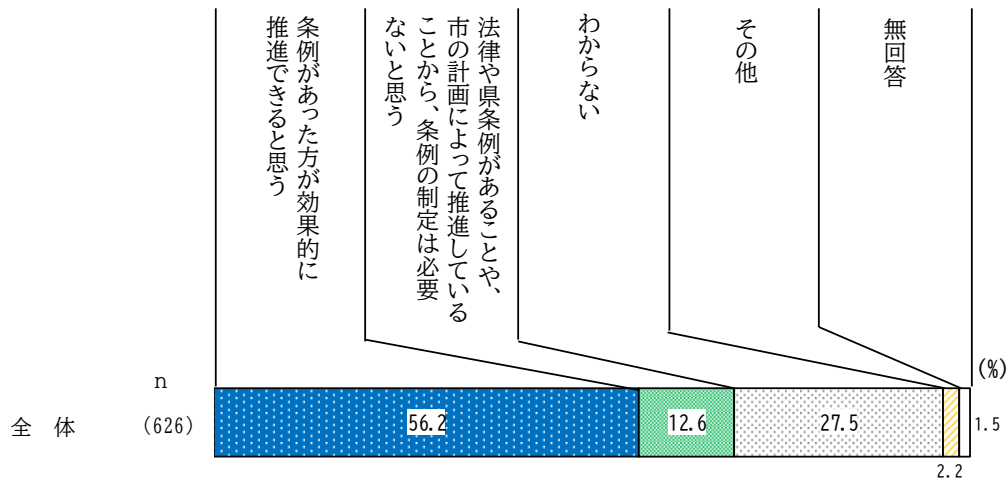 条例があった方が効果的に
推進できると思う
法律や県条例があることや、
市の計画によって推進している
ことから、条例の制定は必要
ないと思う
わからない
その他
無回答
(%)
n
全 体 (626)
56.2
12.6
27.5
2.2
1.5